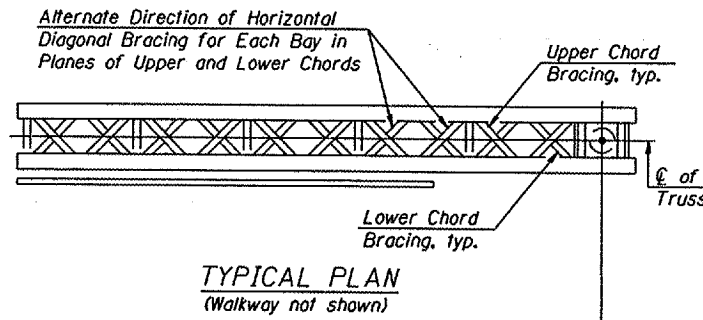 Alternate Direction of Horizontal
Diagonal Bracing for Each Bay in
Planes of Upper and Lower Chords
Upper Chord
Bracing, typ.
℄ of
Truss
Lower Chord
Bracing, typ.
TYPICAL PLAN
(Walkway not shown)